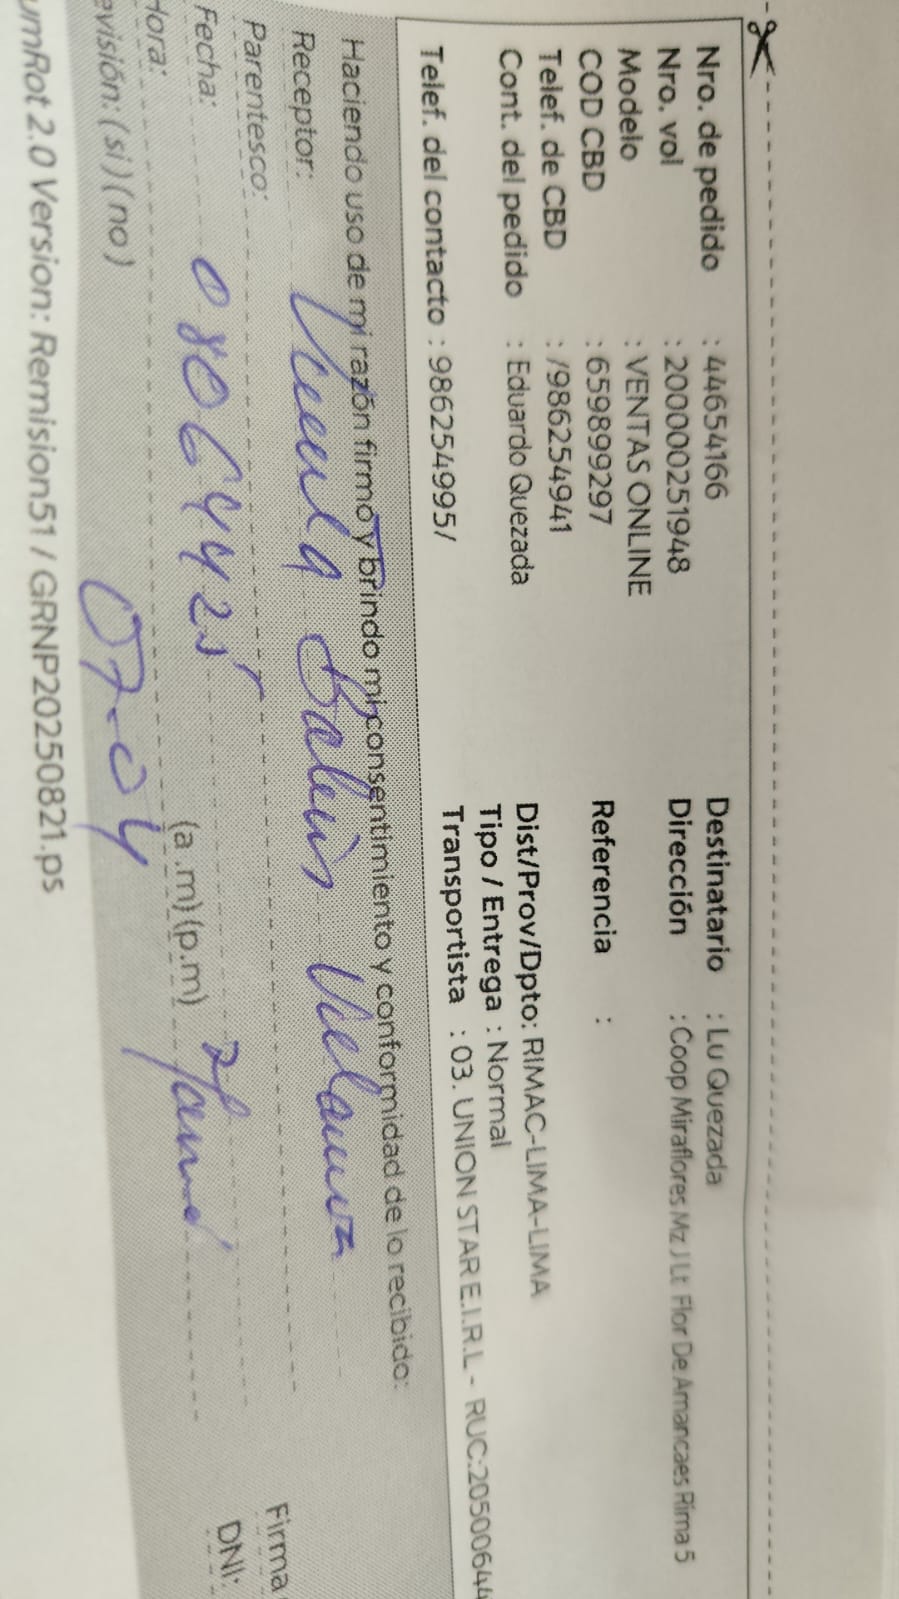 Nro. de pedido : 44654166
Nro. vol : 2000000251948
Modelo : VENTAS ONLINE
COD CBD : 659899297
Telef. de CBD : /986254941
Cont. del pedido : Eduardo Quezada
Telef. del contacto : 986254995/
Destinatario : Lu Quezada
Dirección : Coop Miraflores Mz J Lt Flor De Amancaes Rima 5
Referencia :
Dist/Prov/Dpto: RIMAC-LIMA-LIMA
Tipo / Entrega : Normal
Transportista : 03. UNION STAR E.I.R.L - RUC:20500644
Haciendo uso de mi razón firmo y brindo mi consentimiento y conformidad de lo recibido:
Receptor:
Parentesco:
Fecha: 08064425
Hora: (a.m) (p.m)
evisión: (si) (no) 07-04
Firma
DNI:
umRot 2.0 Version: Remision51 / GRNP20250821.ps